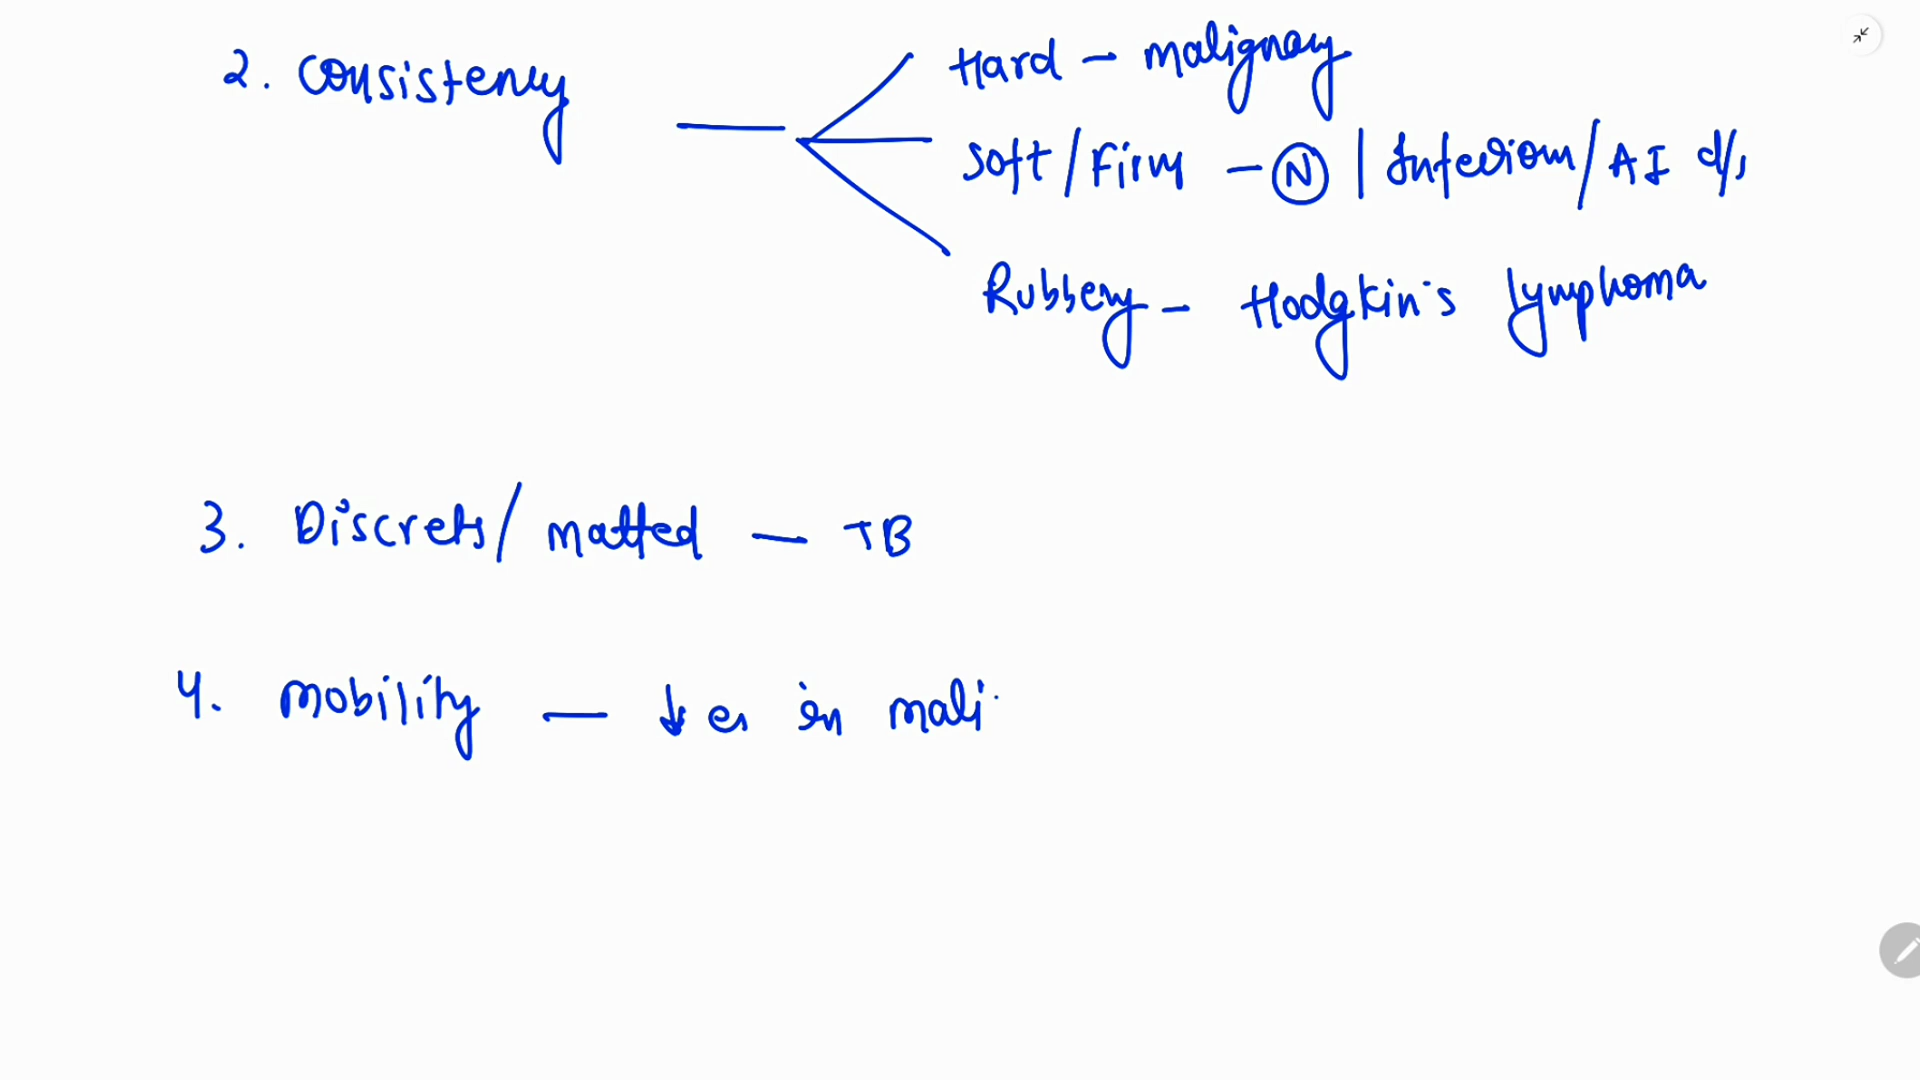 2. Consistency
Hard - malignancy
Soft/Firm - N | Infections/AI d/s
Rubbery - Hodgkin's lymphoma
3. Discrete/matted - TB
4. mobility - ↓es in mali